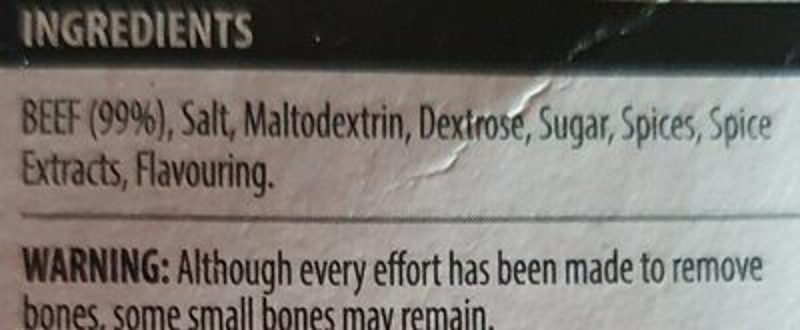 INGREDIENTS
BEEF (99%), Salt, Maltodextrin, Dextrose, Sugar, Spices, Spice
Extracts, Flavouring.
WARNING: Although every effort has been made to remove
bones, some small bones may remain.